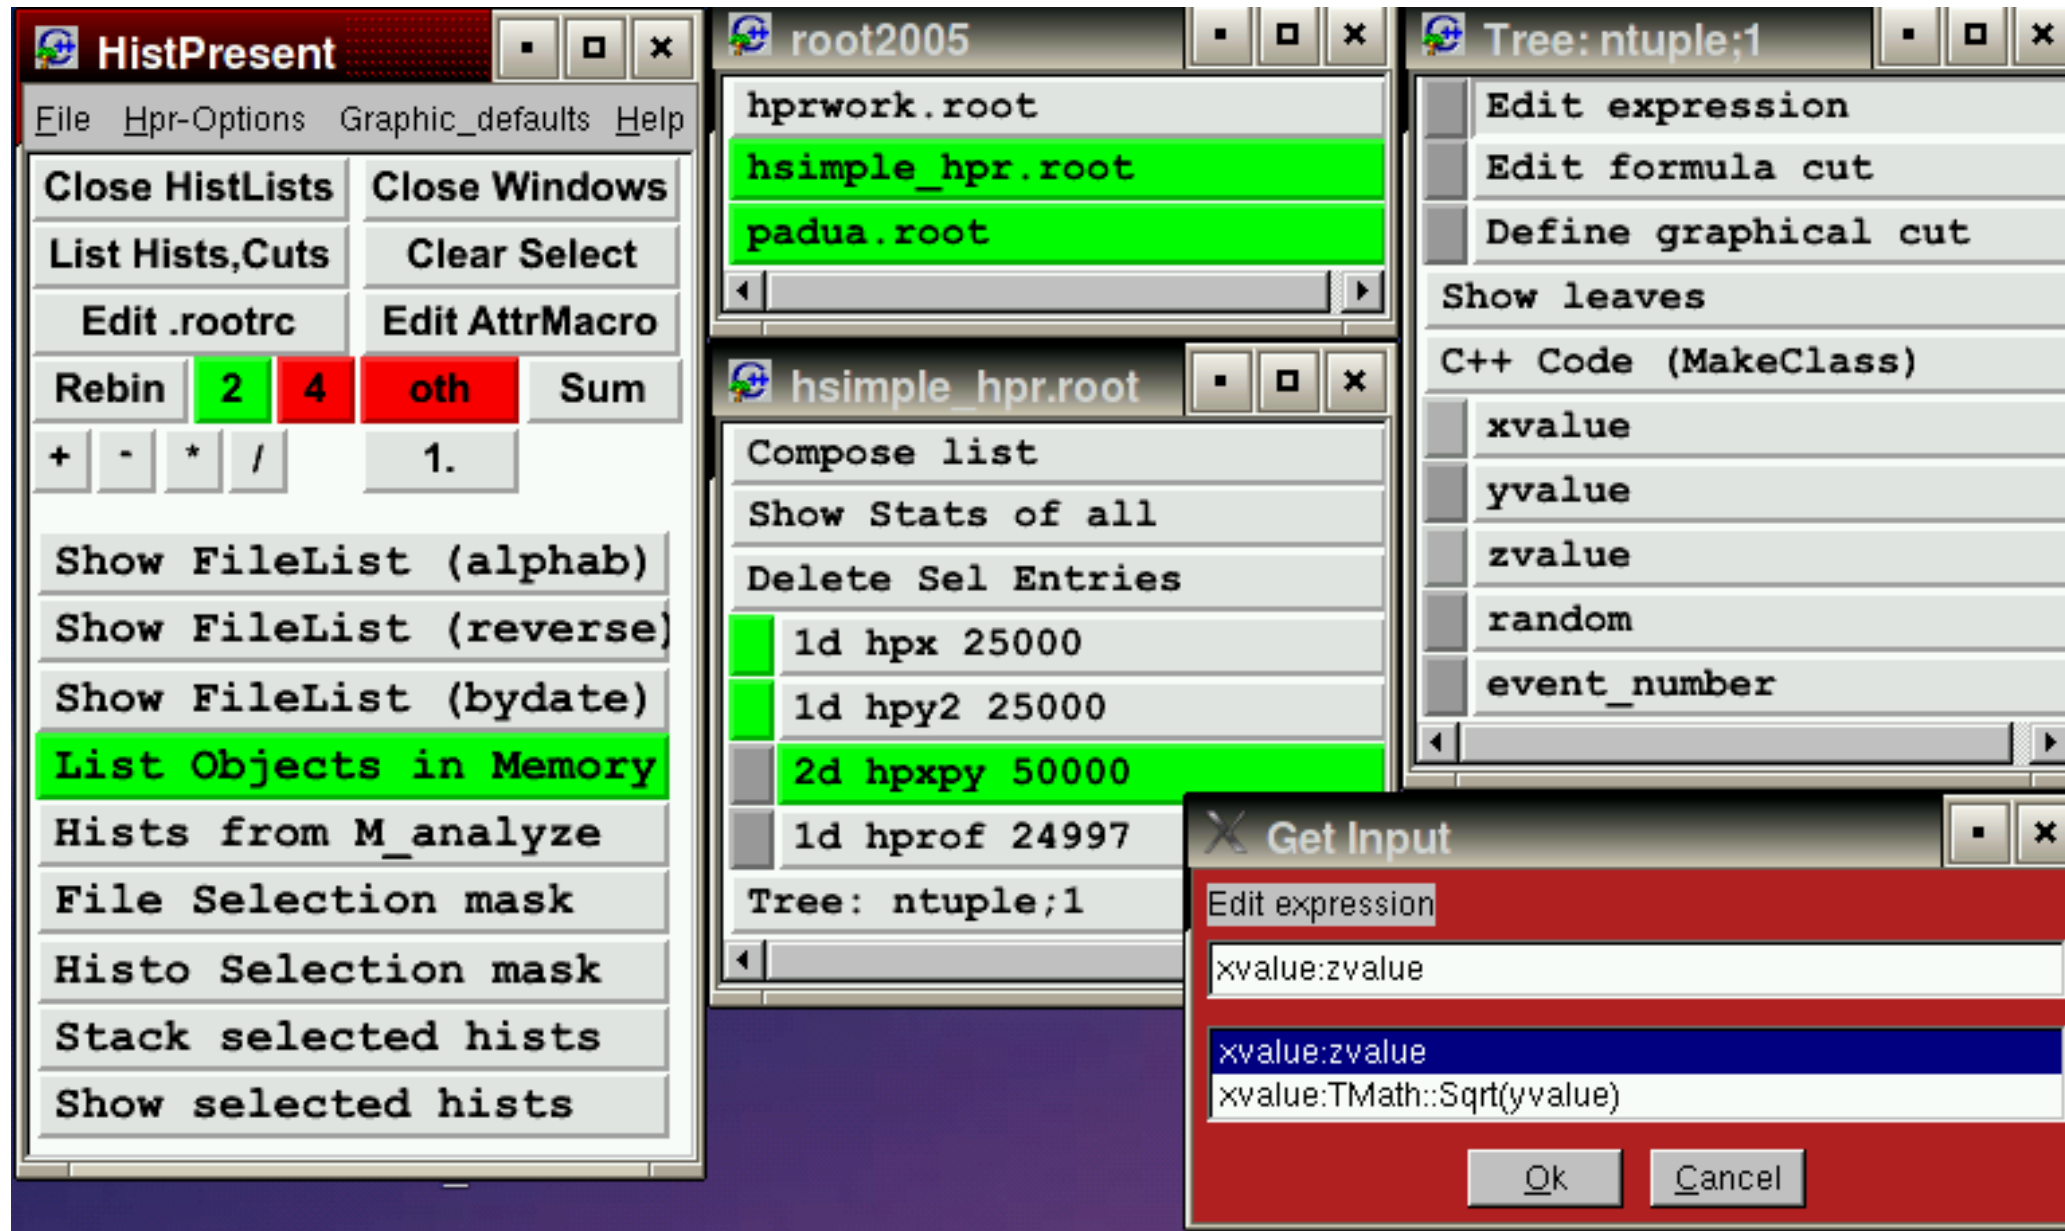 HistPresent
File Hpr-Options Graphic_defaults Help
Close HistLists Close Windows
List Hists,Cuts Clear Select
Edit .rootrc Edit AttrMacro
Rebin 2 4 oth Sum
+ - * / 1.
Show FileList (alphab)
Show FileList (reverse)
Show FileList (bydate)
List Objects in Memory
Hists from M_analyze
File Selection mask
Histo Selection mask
Stack selected hists
Show selected hists
root2005
hprwork.root
hsimple_hpr.root
padua.root
hsimple_hpr.root
Compose list
Show Stats of all
Delete Sel Entries
1d hpx 25000
1d hpy2 25000
2d hpxpy 50000
1d hprof 24997
Tree: ntuple;1
Tree: ntuple;1
Edit expression
Edit formula cut
Define graphical cut
Show leaves
C++ Code (MakeClass)
xvalue
yvalue
zvalue
random
event_number
Get Input
Edit expression
xvalue:zvalue
xvalue:zvalue
xvalue:TMath::Sqrt(yvalue)
Ok Cancel